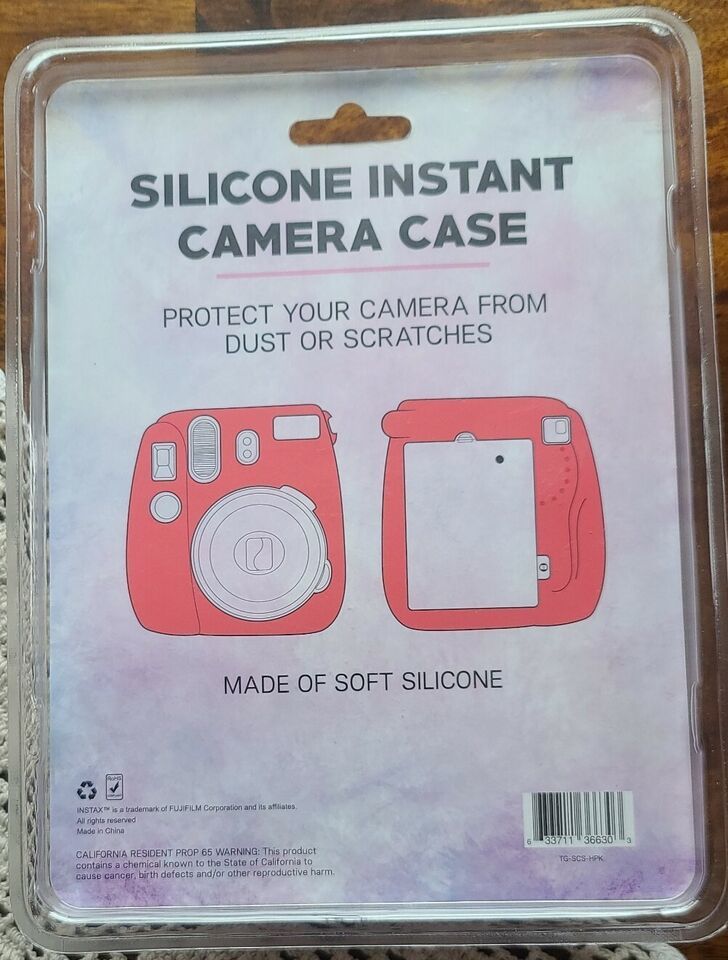 SILICONE INSTANT
CAMERA CASE
PROTECT YOUR CAMERA FROM
DUST OR SCRATCHES
MADE OF SOFT SILICONE
RoHS
INSTAX™ is a trademark of FUJIFILM Corporation and its affiliates.
All rights reserved
Made in China
CALIFORNIA RESIDENT PROP 65 WARNING: This product
contains a chemical known to the State of California to
cause cancer, birth defects and/or other reproductive harm.
6 33711 36630 3
TG-SCS-HPK